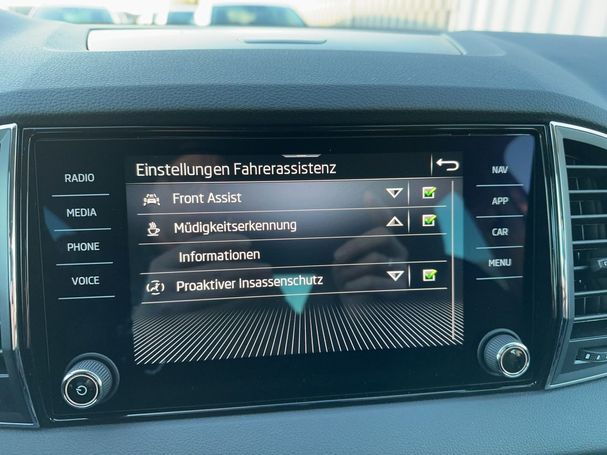 Einstellungen Fahrerassistenz
RADIO
MEDIA
PHONE
VOICE
Front Assist
Müdigkeitserkennung
Informationen
Proaktiver Insassenschutz
NAV
APP
CAR
MENU